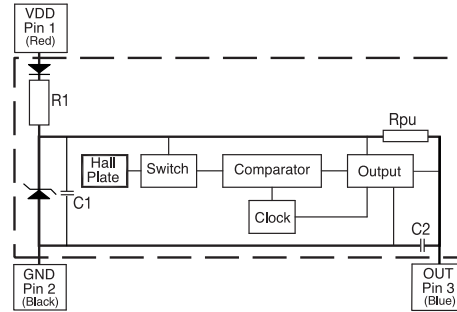 VDD
Pin 1
(Red)
R1
Rpu
Hall
Plate
Switch
Comparator
Output
C1
Clock
C2
GND
Pin 2
(Black)
OUT
Pin 3
(Blue)